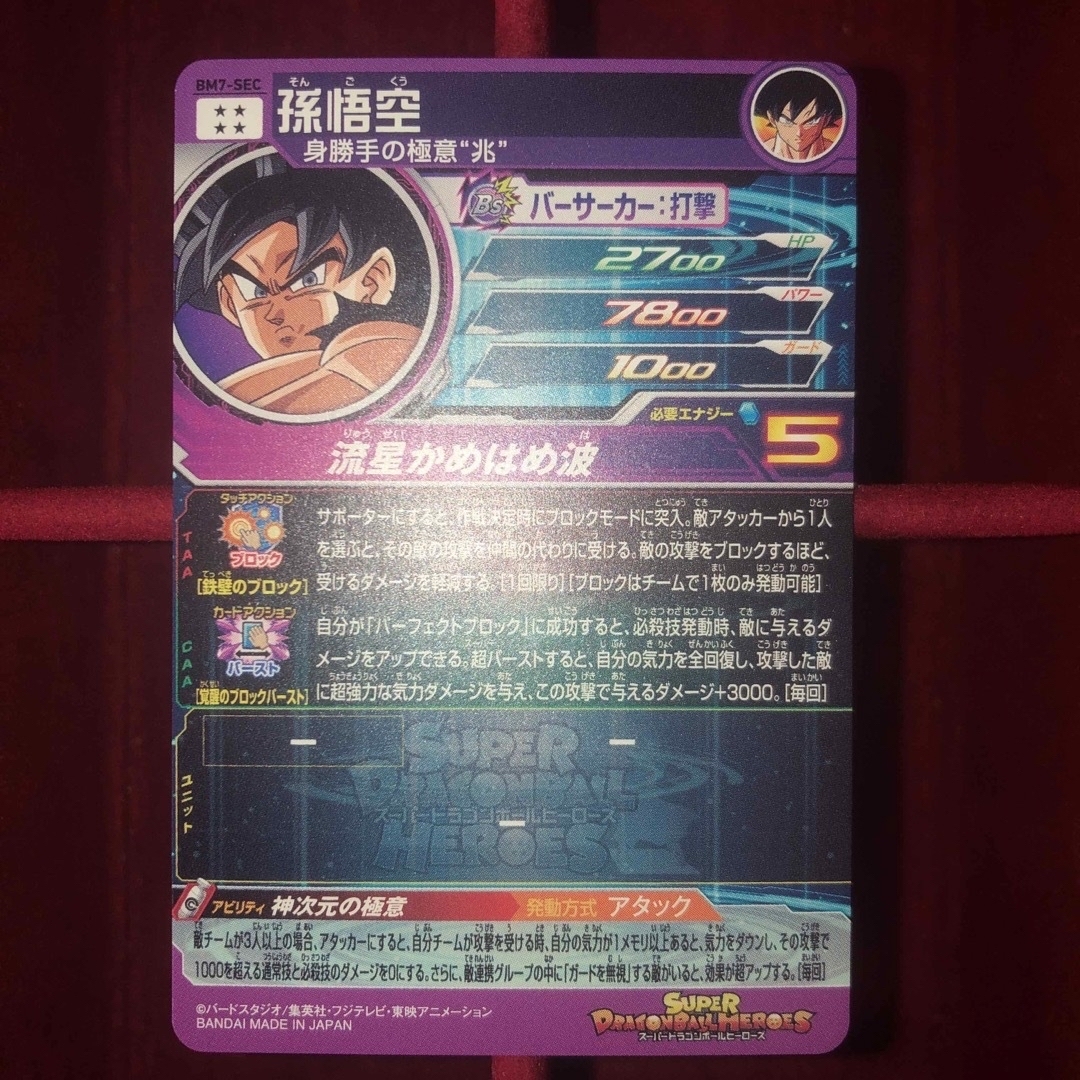 BM7-SEC
孫悟空
そんごくう
身勝手の極意“兆”
Bs
バーサーカー:打撃
HP
2700
パワー
7800
ガード
1000
必要エナジー
5
流星かめはめ波
りゅうせい は
TAA
タッチアクション
ブロック
[鉄壁のブロック]
サポーターにすると、作戦決定時にブロックモードに突入。敵アタッカーから1人
を選ぶと、その敵の攻撃を仲間の代わりに受ける。敵の攻撃をブロックするほど、
受けるダメージを軽減する。[1回限り][ブロックはチームで1枚のみ発動可能]
CAA
カードアクション
バースト
[覚醒のブロックバースト]
自分が「パーフェクトブロック」に成功すると、必殺技発動時、敵に与えるダ
メージをアップできる。超バーストすると、自分の気力を全回復し、攻撃した敵
に超強力な気力ダメージを与え、この攻撃で与えるダメージ+3000。[毎回]
ユニット
ー
ー
ー
SUPER
DRAGONBALL
スーパードラゴンボールヒーローズ
HEROES
アビリティ 神次元の極意
発動方式 アタック
敵チームが3人以上の場合、アタッカーにすると、自分チームが攻撃を受ける時、自分の気力が1メモリ以上あると、気力をダウンし、その攻撃で
1000を超える通常技と必殺技のダメージを0にする。さらに、敵連携グループの中に「ガードを無視」する敵がいると、効果が超アップする。[毎回]
©バードスタジオ/集英社・フジテレビ・東映アニメーション
BANDAI MADE IN JAPAN
SUPER
DRAGONBALL HEROES
スーパードラゴンボールヒーローズ